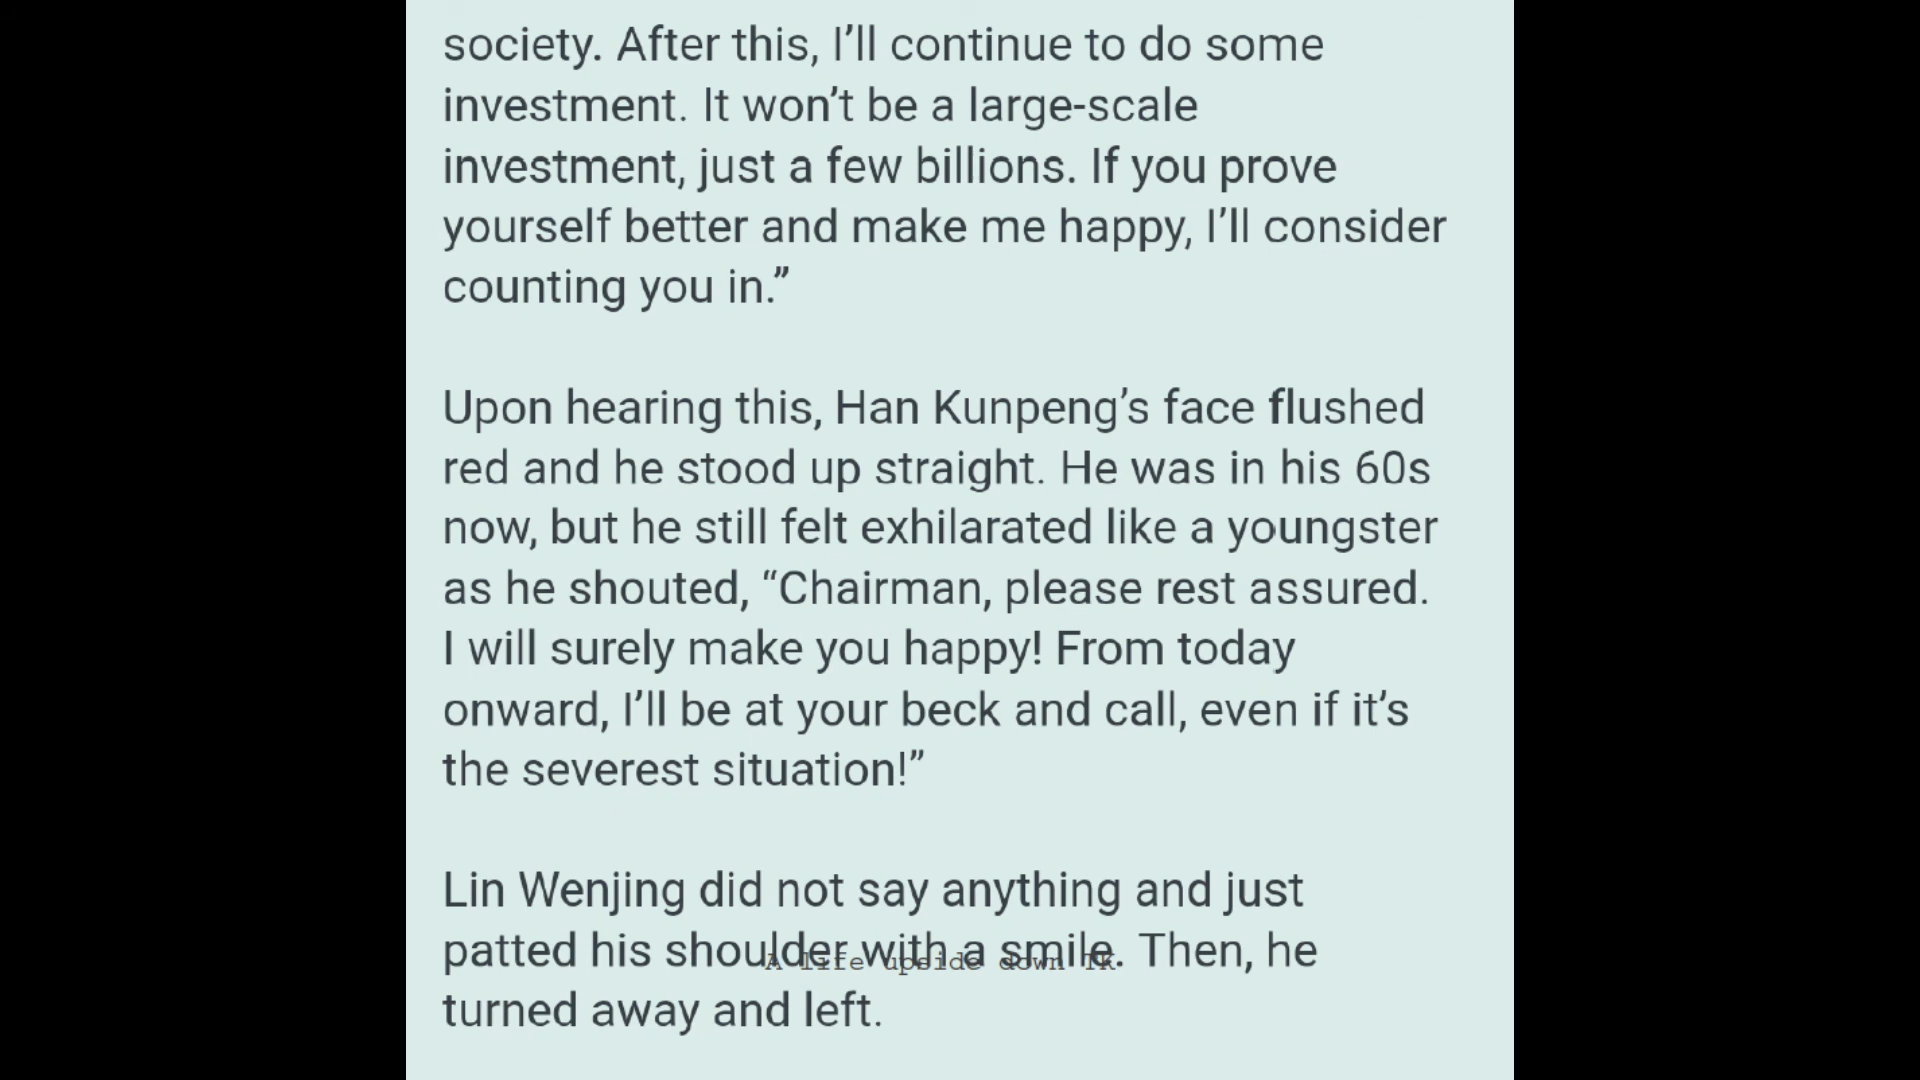 society. After this, I’ll continue to do some
investment. It won’t be a large-scale
investment, just a few billions. If you prove
yourself better and make me happy, I’ll consider
counting you in.”
Upon hearing this, Han Kunpeng’s face flushed
red and he stood up straight. He was in his 60s
now, but he still felt exhilarated like a youngster
as he shouted, “Chairman, please rest assured.
I will surely make you happy! From today
onward, I’ll be at your beck and call, even if it’s
the severest situation!”
Lin Wenjing did not say anything and just
patted his shoulder with a smile. Then, he
A life upside down TK
turned away and left.